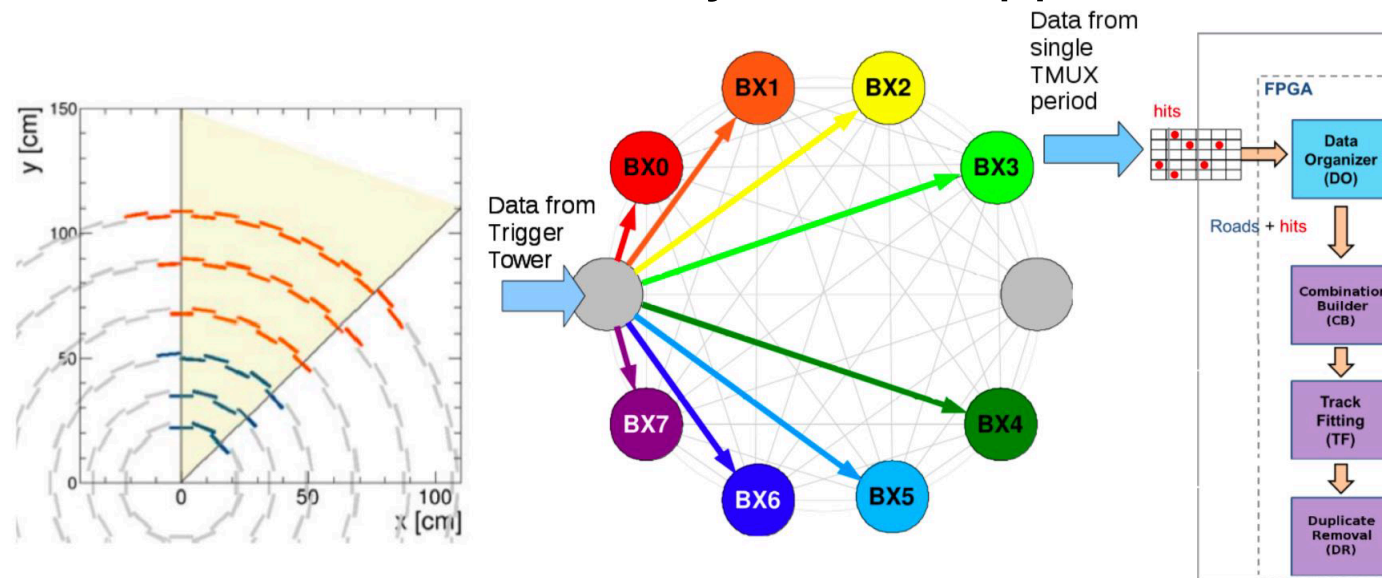 y [cm]
150
100
50
0
0
50
100
x [cm]
Data from
Trigger
Tower
BX0
BX1
BX2
BX3
BX4
BX5
BX6
BX7
Data from
single
TMUX
period
hits
FPGA
Data
Organizer
(DO)
Roads + hits
Builder
(CB)
Track
Fitting
(TF)
Duplicate
Removal
(DR)